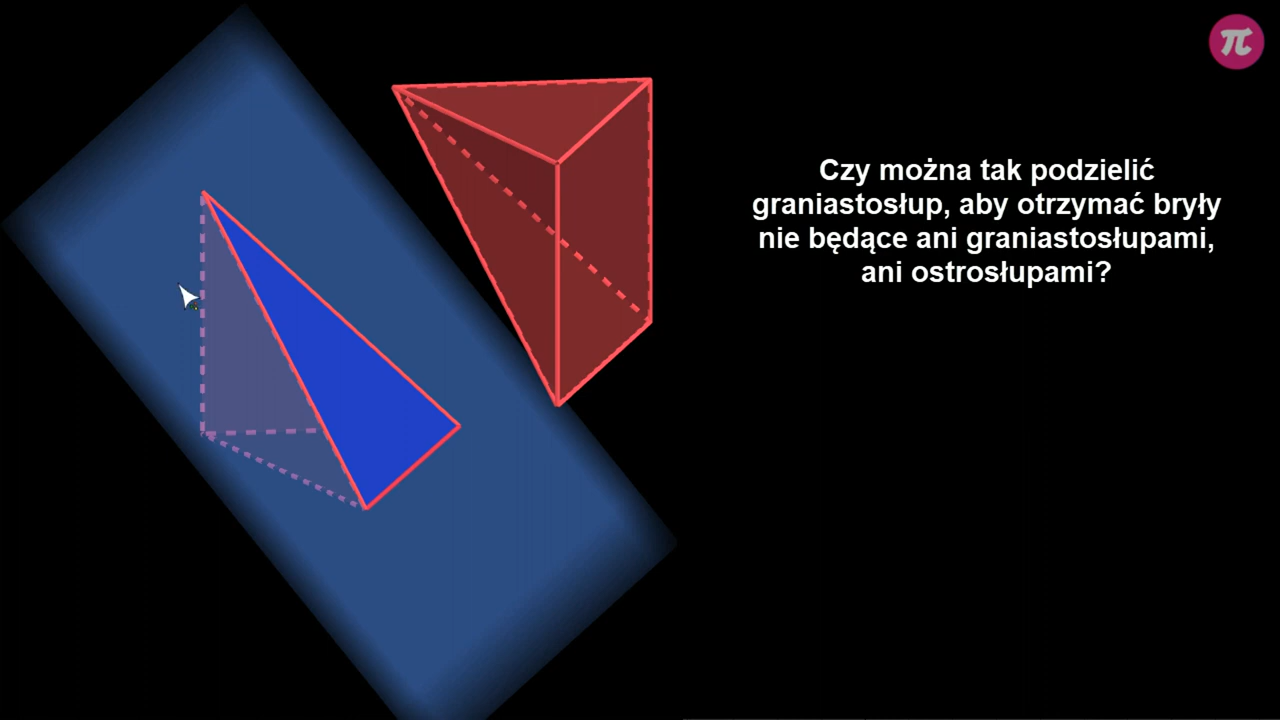 π
Czy można tak podzielić
graniastosłup, aby otrzymać bryły
nie będące ani graniastosłupami,
ani ostrosłupami?